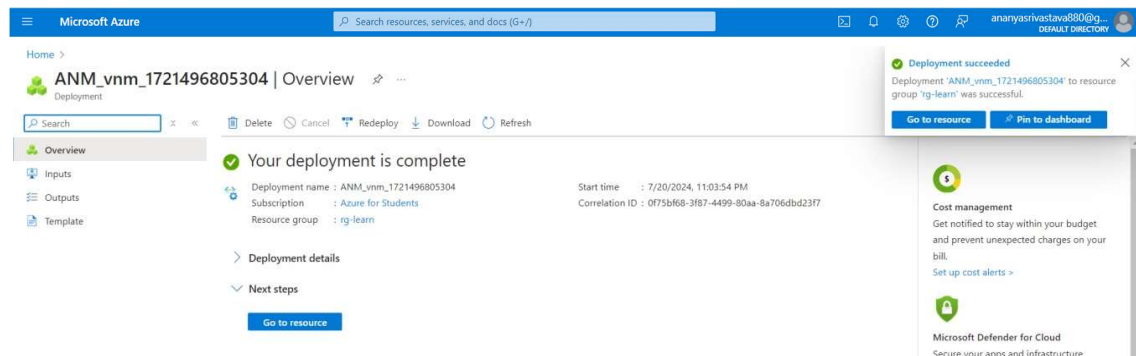 Microsoft Azure
Search resources, services, and docs (G+/)
ananyasrivastava880@g...
DEFAULT DIRECTORY
Home >
ANM_vnm_1721496805304 | Overview
Deployment
Search
Delete Cancel Redeploy Download Refresh
Overview
Inputs
Outputs
Template
Your deployment is complete
Deployment name : ANM_vnm_1721496805304
Subscription : Azure for Students
Resource group : rg-learn
Start time : 7/20/2024, 11:03:54 PM
Correlation ID : 0f75bf68-3f87-4499-80aa-8a706dbd23f7
Deployment details
Next steps
Go to resource
Deployment succeeded
Deployment 'ANM_vnm_1721496805304' to resource
group 'rg-learn' was successful.
Go to resource Pin to dashboard
Cost management
Get notified to stay within your budget
and prevent unexpected charges on your
bill.
Set up cost alerts >
Microsoft Defender for Cloud
Secure your apps and infrastructure